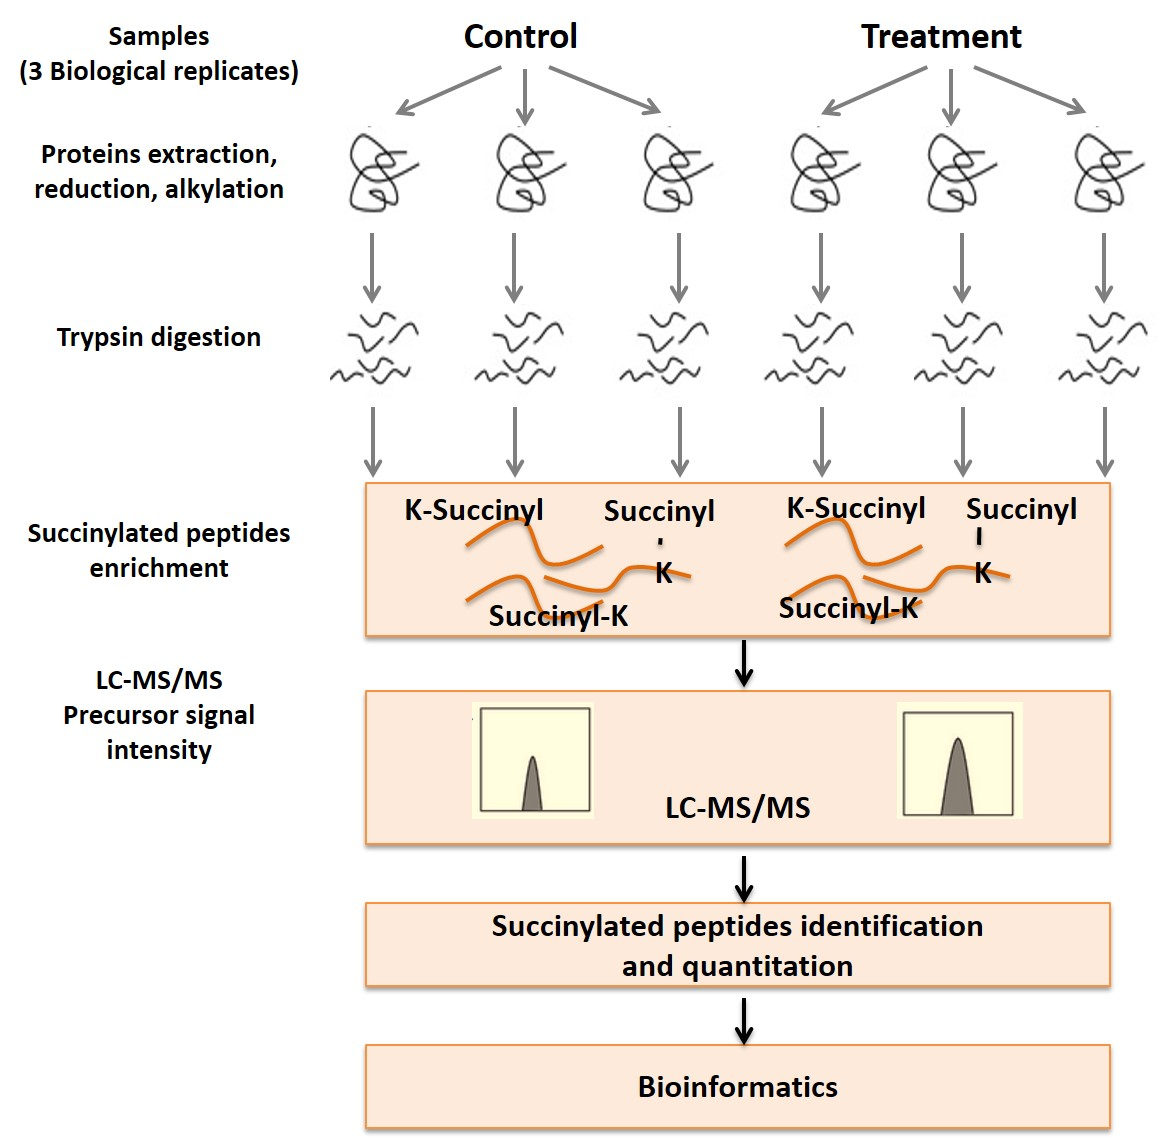 Samples
(3 Biological replicates)
Control
Treatment
Proteins extraction,
reduction, alkylation
Trypsin digestion
Succinylated peptides
enrichment
K-Succinyl
Succinyl
K
Succinyl-K
K-Succinyl
Succinyl
K
Succinyl-K
LC-MS/MS
Precursor signal
intensity
LC-MS/MS
Succinylated peptides identification
and quantitation
Bioinformatics